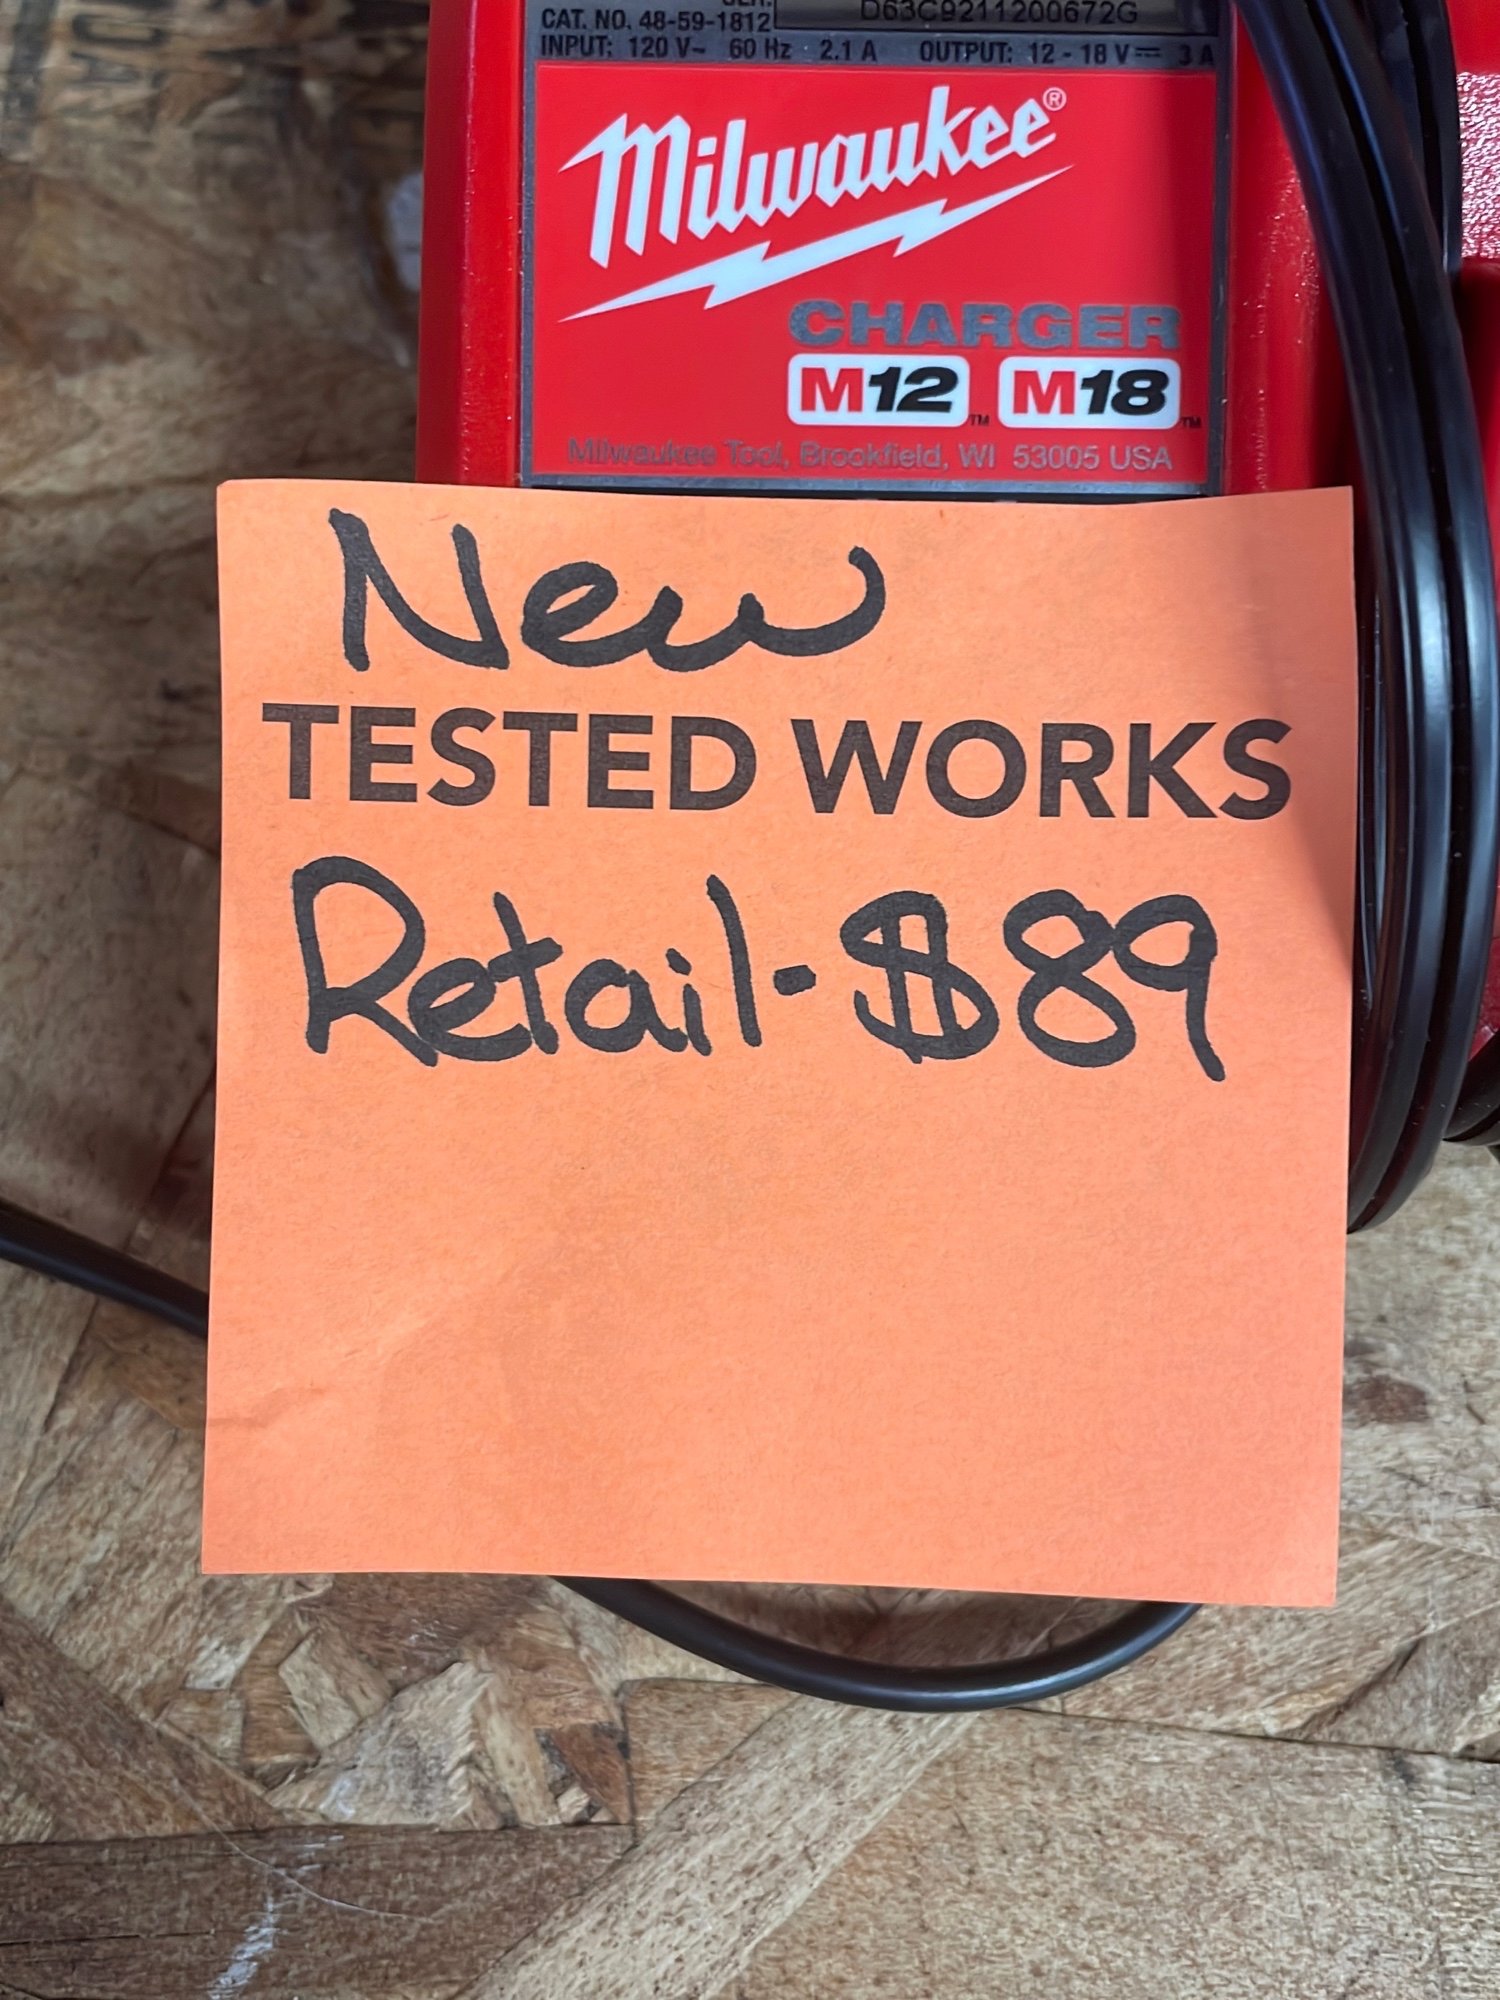 CAT. NO. 48-59-1812
D63C9211200672G
INPUT: 120 V~ 60 Hz 2.1 A OUTPUT: 12 - 18 V⎓ 3 A
Milwaukee®
CHARGER
M12™ M18™
Milwaukee Tool, Brookfield, WI 53005 USA
New
TESTED WORKS
Retail - $89